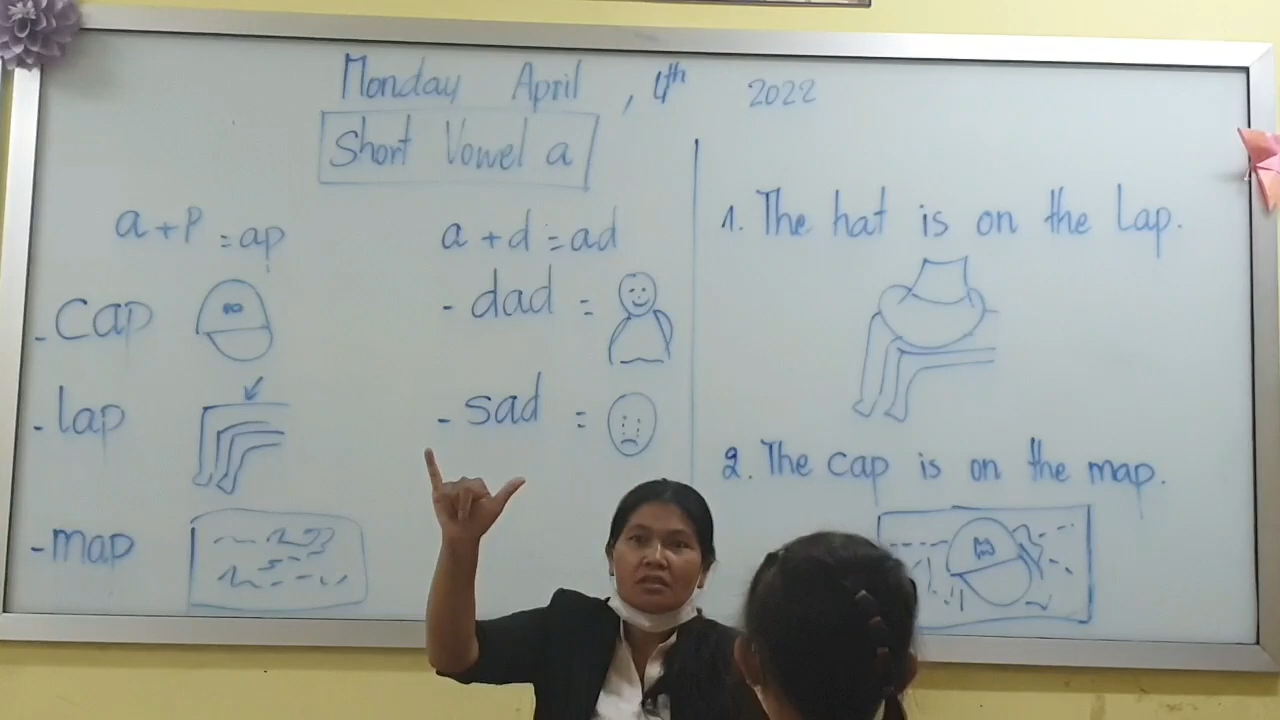 Monday April , 4th 2022
Short Vowel a
a + p = ap
- cap
- lap
- map
a + d = ad
- dad =
- sad =
1. The hat is on the Lap.
2. The cap is on the map.